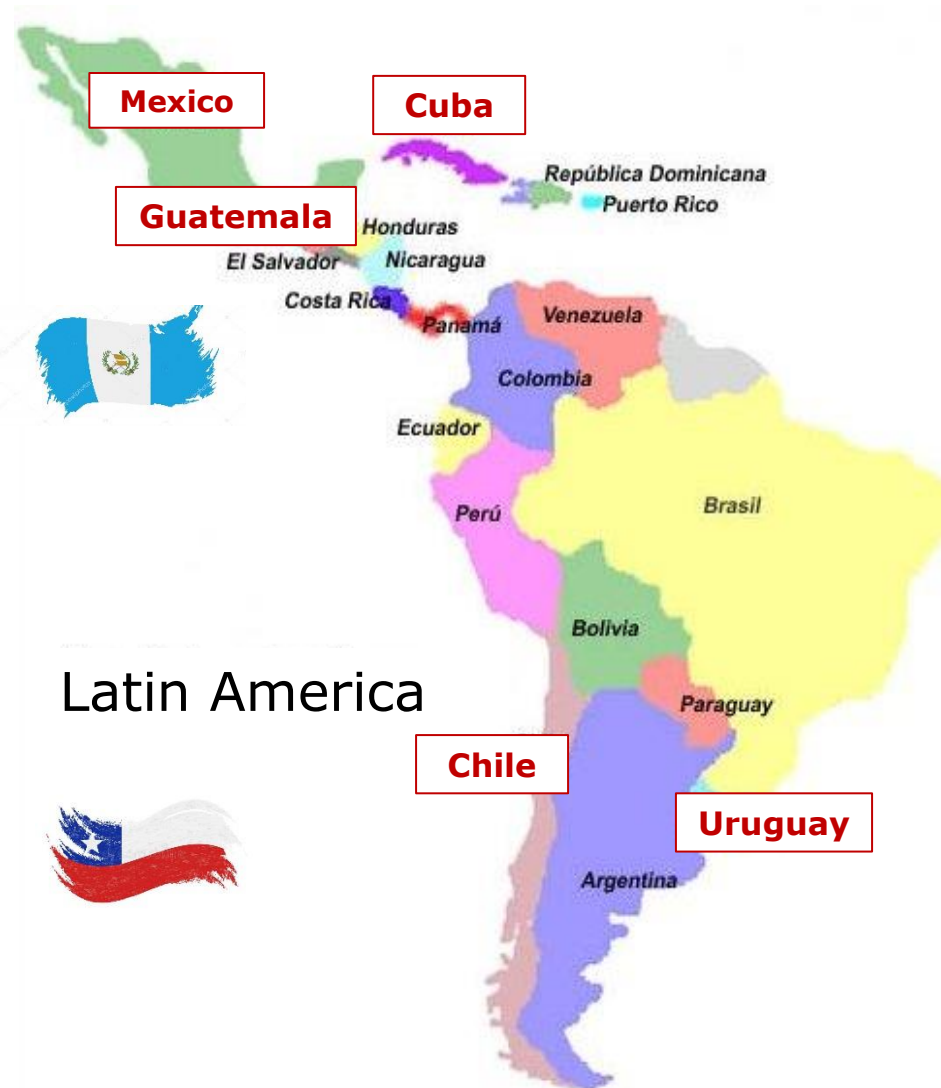 Mexico
Cuba
República Dominicana
Puerto Rico
Guatemala
Honduras
El Salvador
Nicaragua
Costa Rica
Panamá
Venezuela
Colombia
Ecuador
Brasil
Perú
Bolivia
Latin America
Paraguay
Chile
Uruguay
Argentina